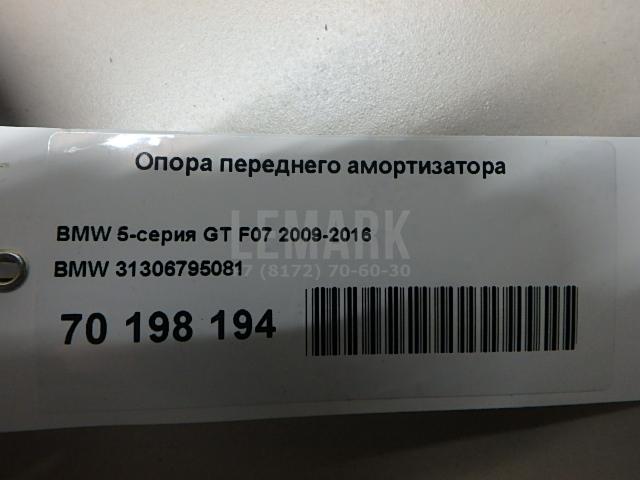 Опора переднего амортизатора
LEMARK
BMW 5-серия GT F07 2009-2016
+7 (8172) 70-60-30
BMW 31306795081
70 198 194